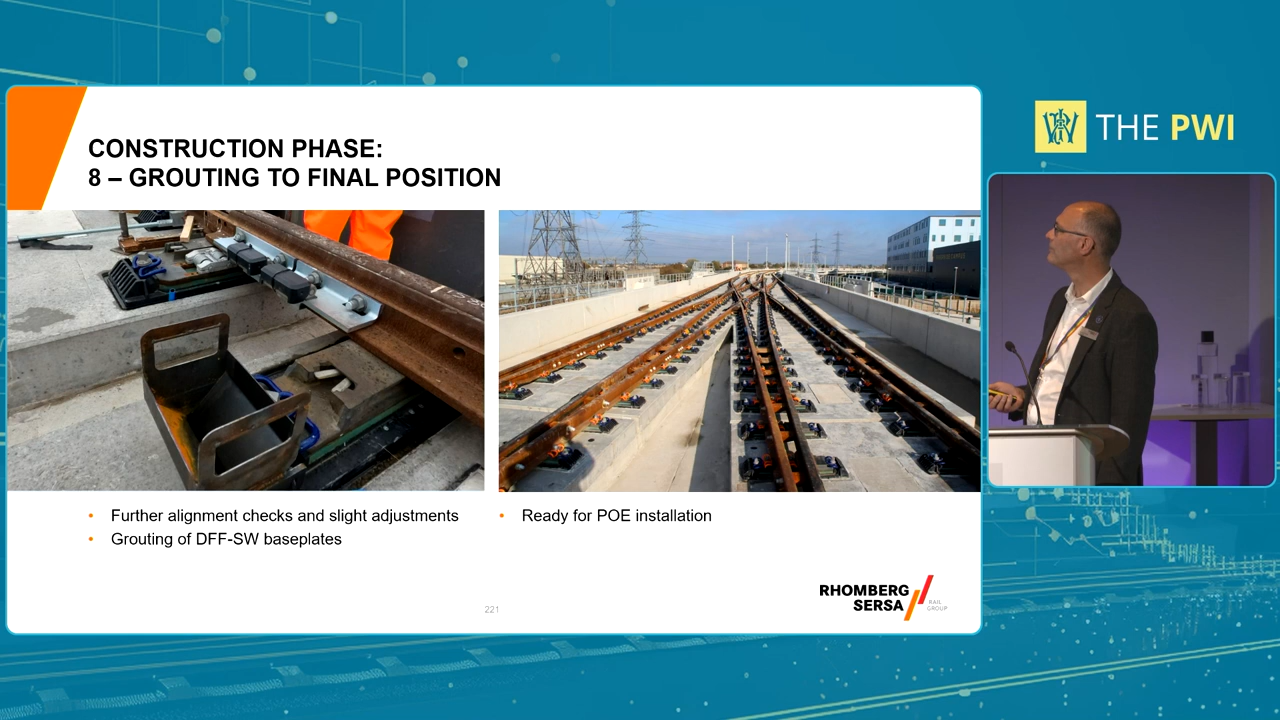 CONSTRUCTION PHASE:
8 – GROUTING TO FINAL POSITION
• Further alignment checks and slight adjustments
• Grouting of DFF-SW baseplates
• Ready for POE installation
221
RHOMBERG
SERSA
RAIL
GROUP
THE PWI